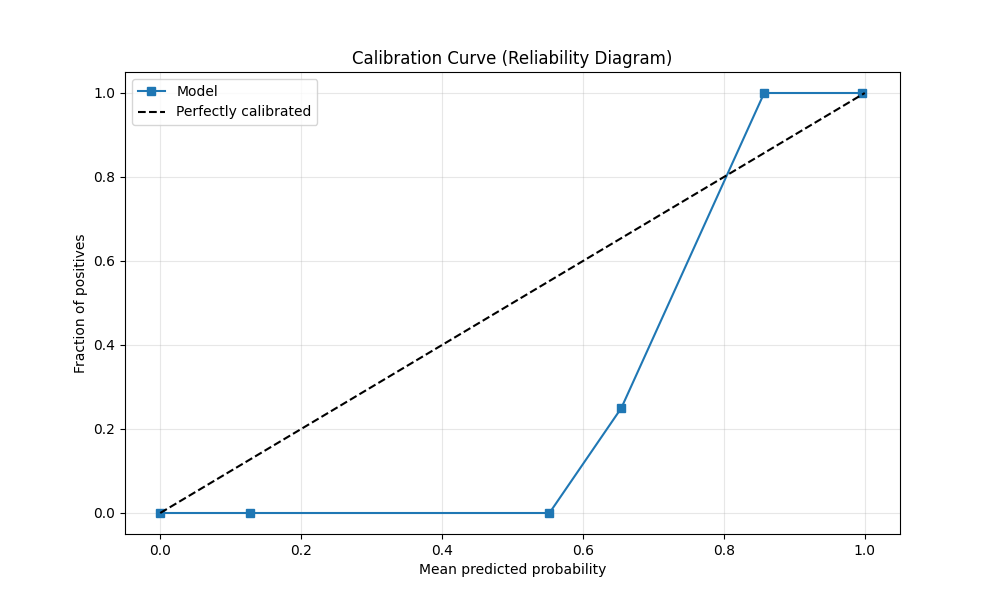 Calibration Curve (Reliability Diagram)
Model
Perfectly calibrated
1.0
0.8
0.6
0.4
0.2
0.0
Fraction of positives
0.0 0.2 0.4 0.6 0.8 1.0
Mean predicted probability